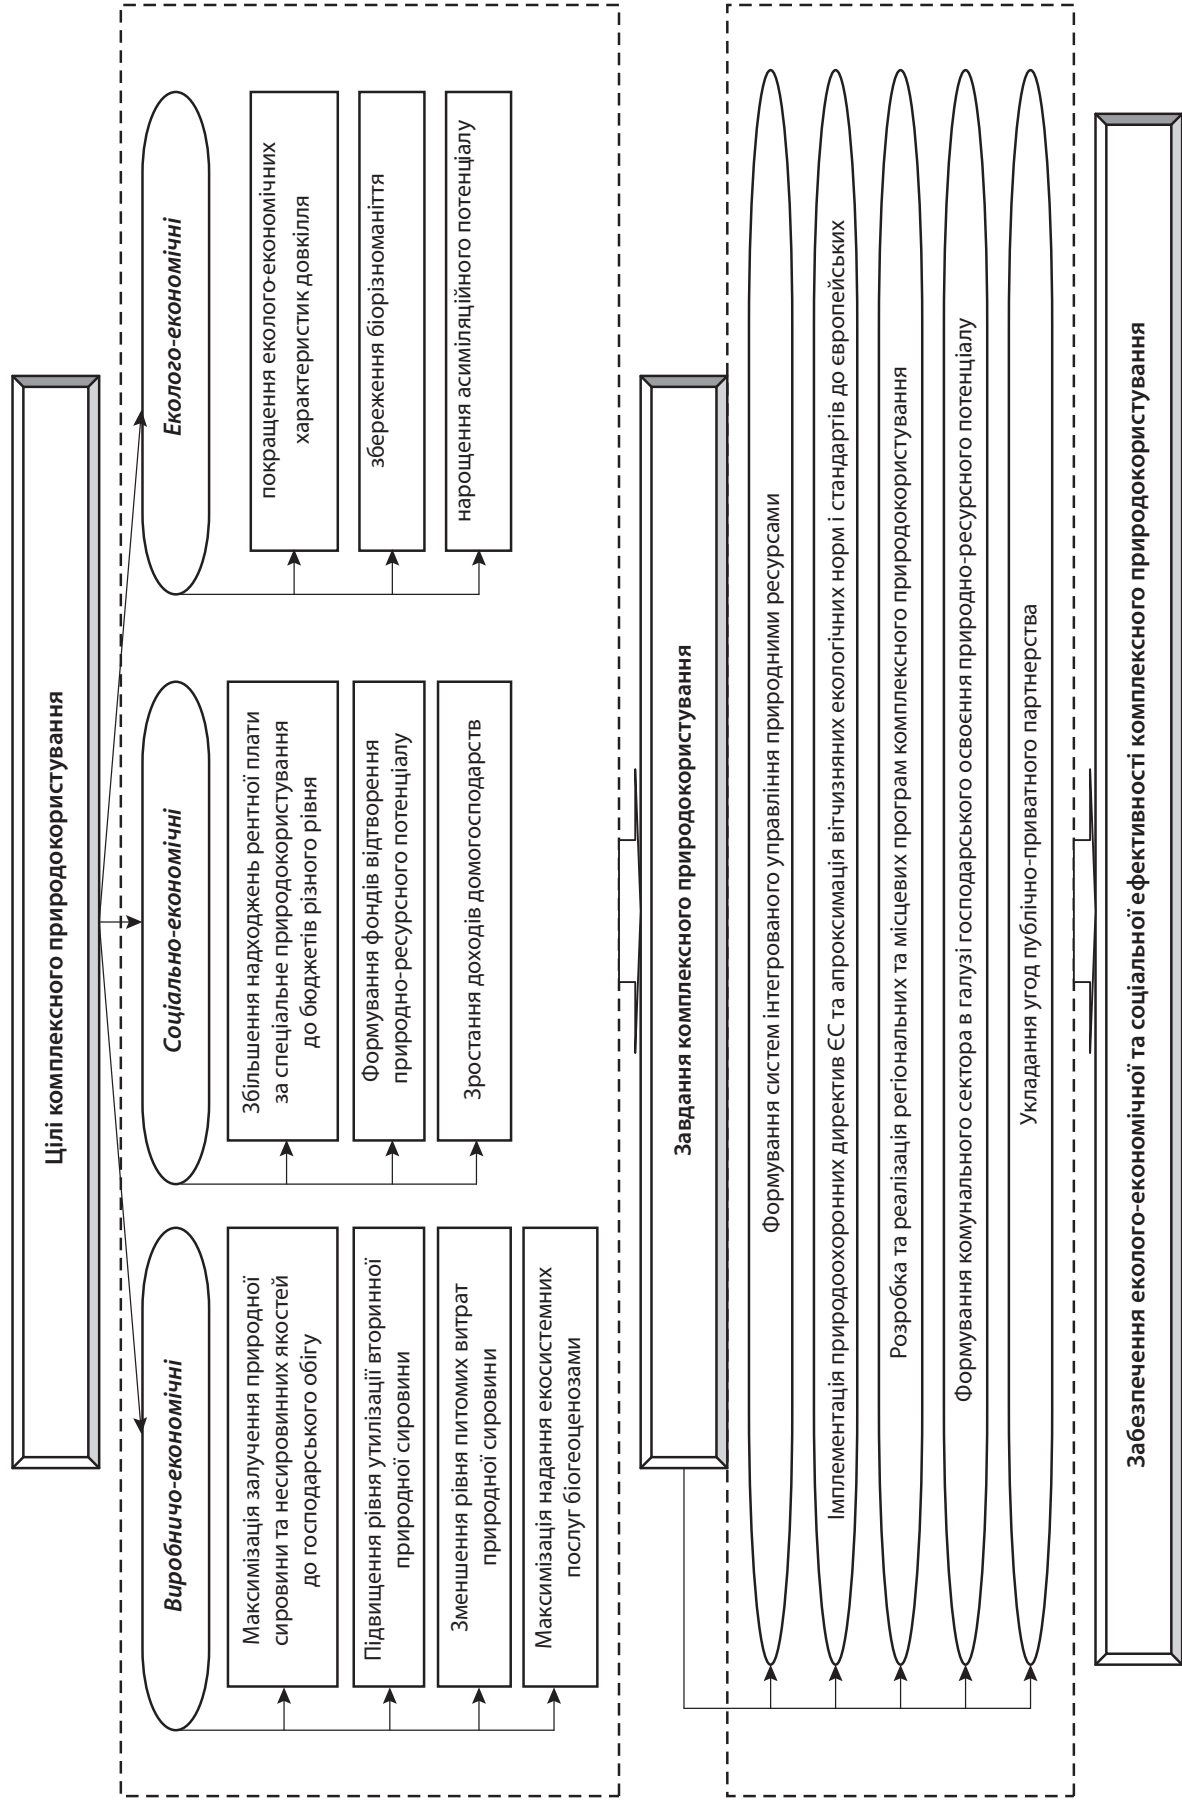 Цілі комплексного природокористування
Виробничо-економічні
Максимізація залучення природної
сировини та несировинних якостей
до господарського обігу
Підвищення рівня утилізації вторинної
природної сировини
Зменшення рівня питомих витрат
природної сировини
Максимізація надання екосистемних
послуг біогеоценозами
Соціально-економічні
Збільшення надходжень рентної плати
за спеціальне природокористування
до бюджетів різного рівня
Формування фондів відтворення
природно-ресурсного потенціалу
Зростання доходів домогосподарств
Еколого-економічні
покращення еколого-економічних
характеристик довкілля
збереження біорізноманіття
нарощення асиміляційного потенціалу
Завдання комплексного природокористування
Формування систем інтегрованого управління природними ресурсами
Імплементація природоохоронних директив ЄС та апроксимація вітчизняних екологічних норм і стандартів до європейських
Розробка та реалізація регіональних та місцевих програм комплексного природокористування
Формування комунального сектора в галузі господарського освоєння природно-ресурсного потенціалу
Укладання угод публічно-приватного партнерства
Забезпечення еколого-економічної та соціальної ефективності комплексного природокористування